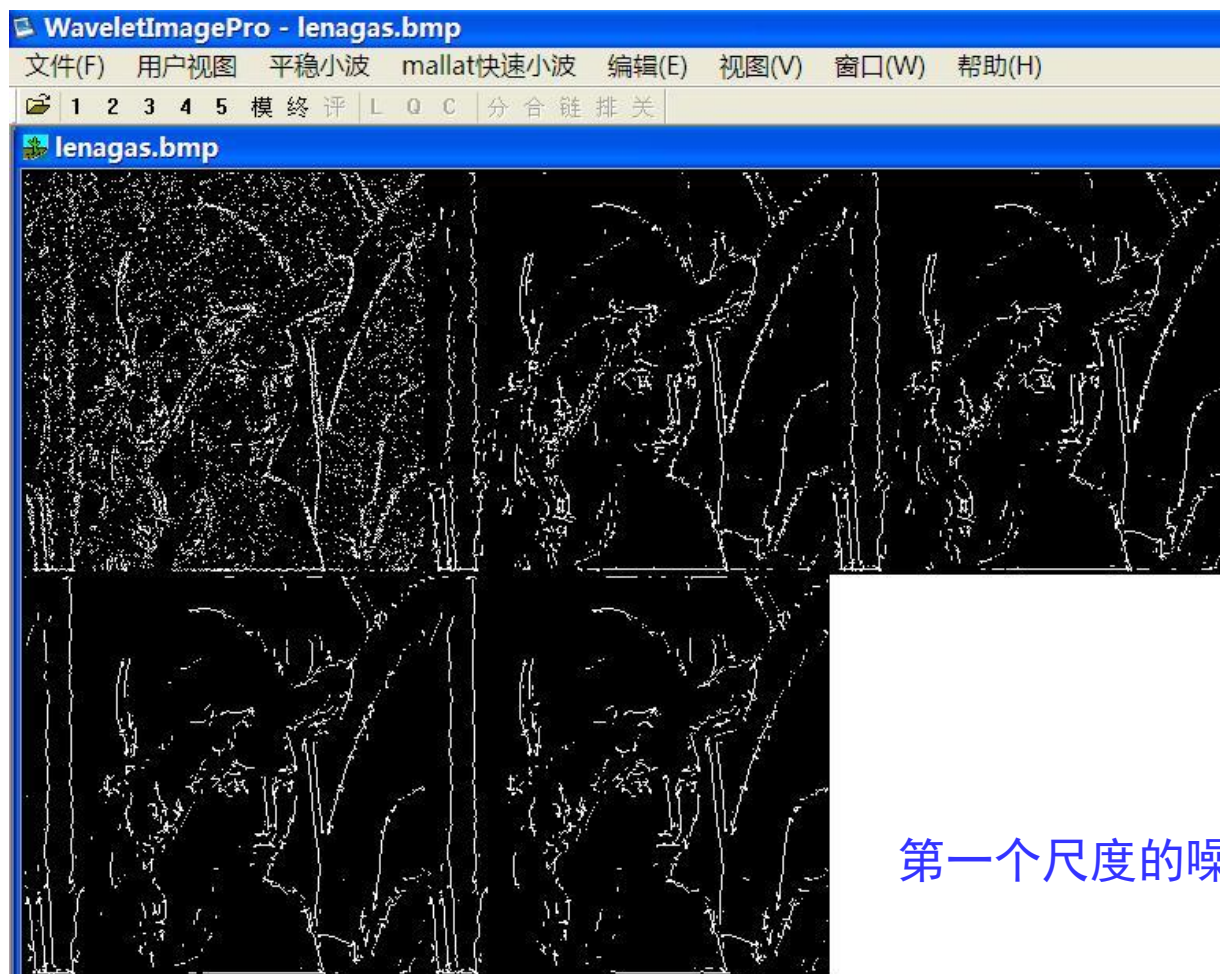 WaveletImagePro - lenagas.bmp
文件(F) 用户视图 平稳小波 mallat快速小波 编辑(E) 视图(V) 窗口(W) 帮助(H)
1 2 3 4 5 模 终 评 L Q C 分 合 链 排 关
lenagas.bmp
第一个尺度的噪